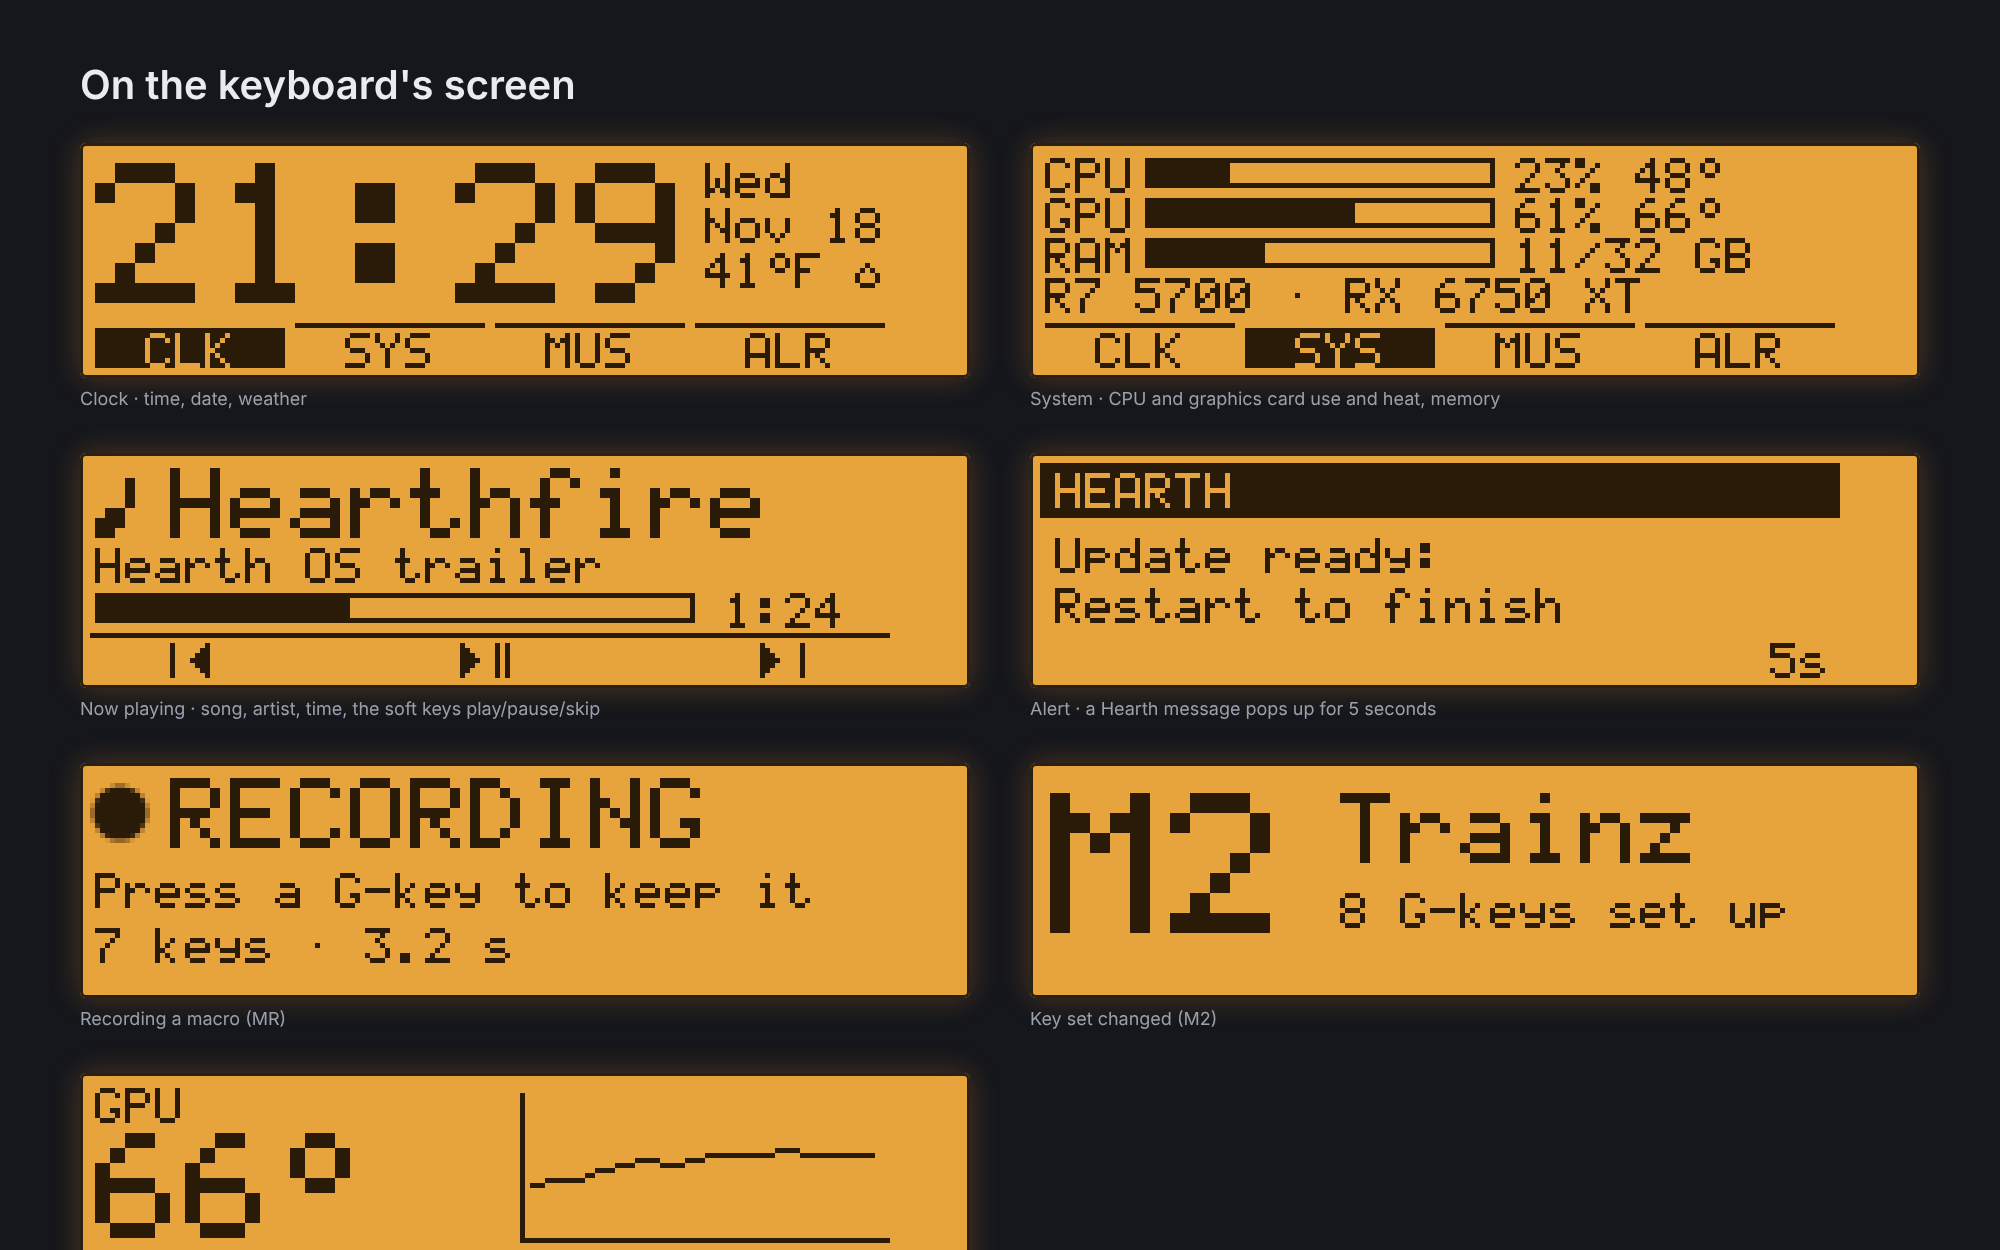 On the keyboard's screen
21:29
Wed
Nov 18
41°F
CLK SYS MUS ALR
Clock · time, date, weather
CPU 23% 48°
GPU 61% 66°
RAM 11/32 GB
R7 5700 · RX 6750 XT
CLK SYS MUS ALR
System · CPU and graphics card use and heat, memory
♪ Hearthfire
Hearth OS trailer
1:24
Now playing · song, artist, time, the soft keys play/pause/skip
HEARTH
Update ready:
Restart to finish
5s
Alert · a Hearth message pops up for 5 seconds
RECORDING
Press a G-key to keep it
7 keys · 3.2 s
Recording a macro (MR)
M2 Trainz
8 G-keys set up
Key set changed (M2)
GPU
66°